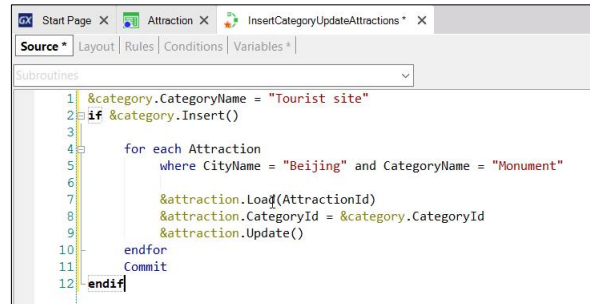 GX Start Page X Attraction X InsertCategoryUpdateAttractions * X
Source * Layout Rules Conditions Variables *
Subroutines
1 &category.CategoryName = "Tourist site"
2 if &category.Insert()
3
4 for each Attraction
5 where CityName = "Beijing" and CategoryName = "Monument"
6
7 &attraction.Load(AttractionId)
8 &attraction.CategoryId = &category.CategoryId
9 &attraction.Update()
10 endfor
11 Commit
12 endif